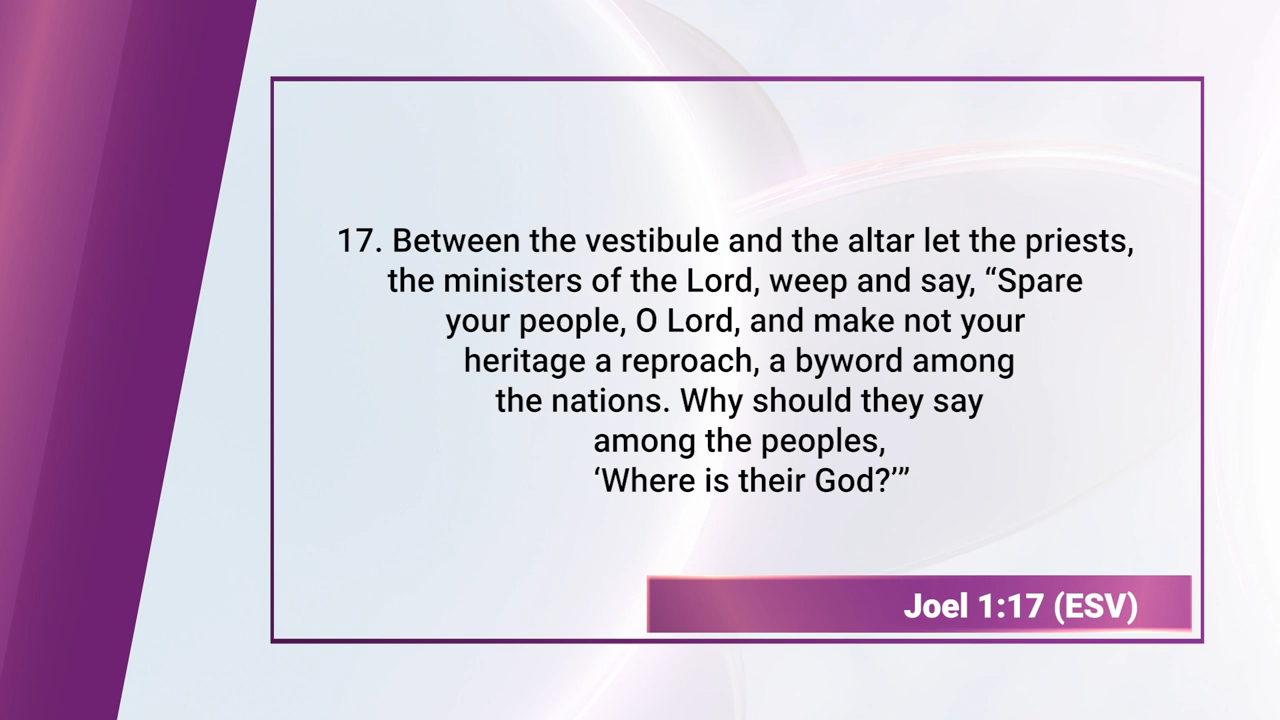 17. Between the vestibule and the altar let the priests,
the ministers of the Lord, weep and say, “Spare
your people, O Lord, and make not your
heritage a reproach, a byword among
the nations. Why should they say
among the peoples,
‘Where is their God?’”
Joel 1:17 (ESV)